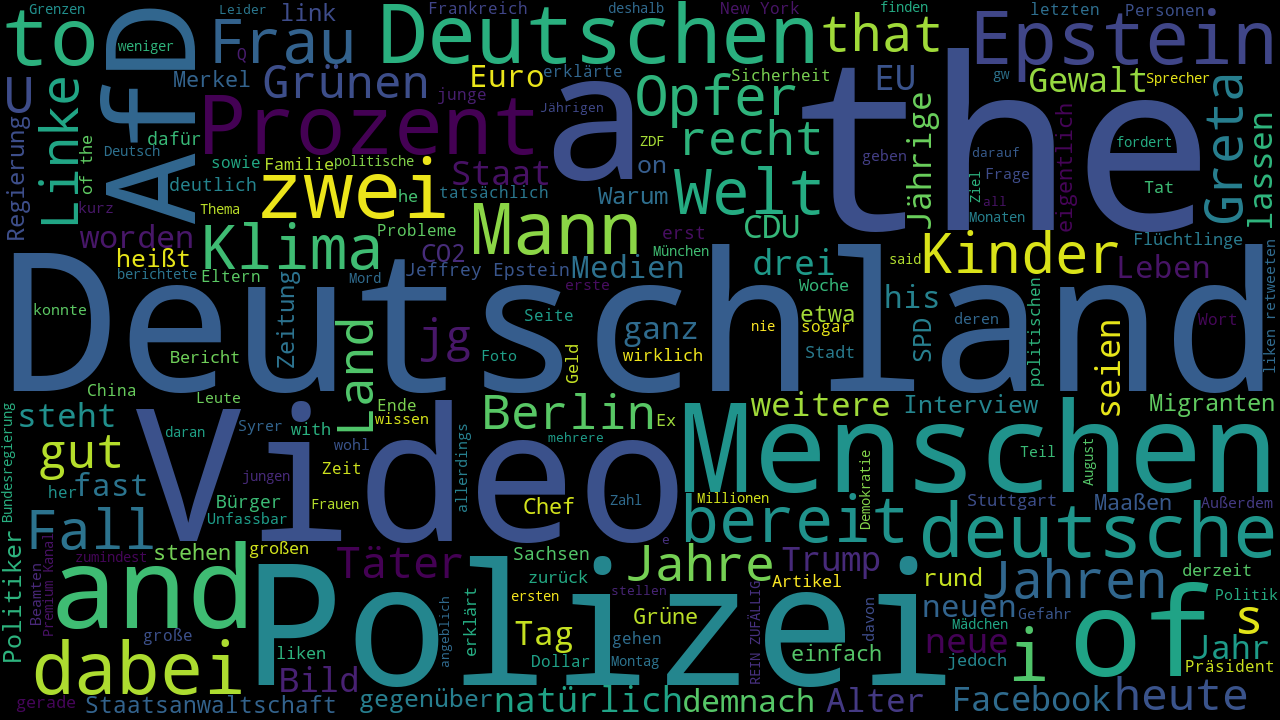 Grenzen
Leider
Frankreich
deshalb
New York
finden
letzten
Personen
to
weniger
AfD
Frau
Q
link
Deutschen
that
Epstein
Merkel
Grünen
Euro
erklärte
Opfer
Sicherheit
EU
gw
Gewalt
Sprecher
U
Linke
Prozent
junge
Jährigen
a
the
Jährige
Greta
lassen
Regierung
of the
dafür
Deutsch
sowie
Familie
politische
Staat
ZDF
recht
geben
darauf
fordert
eigentlich
deutlich
zwei
he
tatsächlich
on
Warum
Welt
Ziel
Frage
all
Tat
kurz
Thema
Monaten
worden
Klima
Probleme
Mann
erst
CDU
Kinder
Flüchtlinge
heißt
CO2
München
drei
said
Leben
berichtete
Eltern
Mord
Jeffrey Epstein
Medien
erste
Woche
his
liken retweeten
Deutschland
konnte
Zeitung
Land
jg
Seite
ganz
nie
etwa
sogar
SPD
deren
politischen
seien
Wort
Bericht
Foto
Geld
wirklich
Stadt
China
Leute
steht
Ende
wissen
Berlin
Ex
weitere
Interview
Migranten
Bundesregierung
daran
Syrer
with
wohl
allerdings
mehrere
Video
Menschen
Teil
August
gut
her
fast
jungen
Zeit
Zahl
Millionen
Demokratie
Stuttgart
Maaßen
Außerdem
Bürger
Unfassbar
Frauen
Chef
bereit
deutsche
Fall
Politiker
zumindest
stehen
großen
Täter
Sachsen
e
Jahre
Trump
derzeit
Beamten
Premium Kanal
and
Polizei
zurück
Artikel
rund
Jahren
Politik
ersten
stellen
REIN ZUFÄLLIG
neuen
Gefahr
of
s
erklärt
Tag
Grüne
davon
Mädchen
große
angeblich
gehen
neue
i
Jahr
dabei
liken
Dollar
Montag
einfach
jedoch
Präsident
Bild
gerade
Staatsanwaltschaft
gegenüber
natürlich
demnach
Alter
Facebook
heute